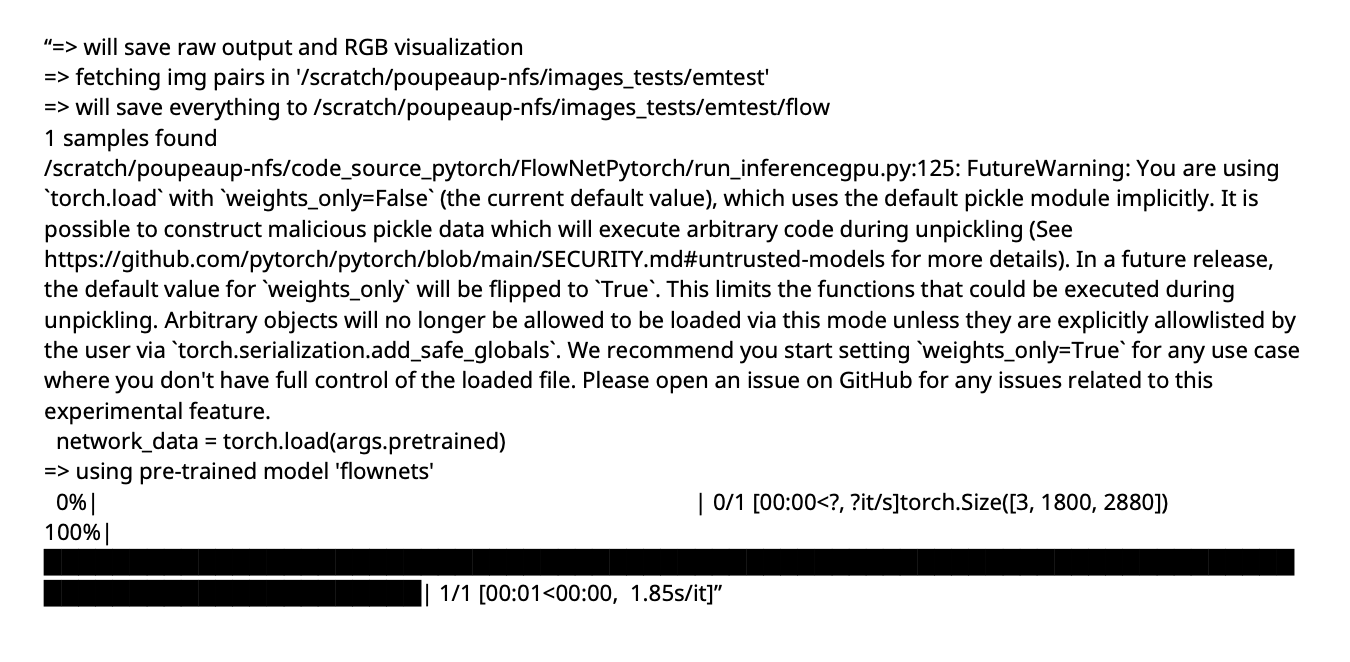 “=> will save raw output and RGB visualization
=> fetching img pairs in '/scratch/poupeaup-nfs/images_tests/emtest'
=> will save everything to /scratch/poupeaup-nfs/images_tests/emtest/flow
1 samples found
/scratch/poupeaup-nfs/code_source_pytorch/FlowNetPytorch/run_inferencegpu.py:125: FutureWarning: You are using
`torch.load` with `weights_only=False` (the current default value), which uses the default pickle module implicitly. It is
possible to construct malicious pickle data which will execute arbitrary code during unpickling (See
https://github.com/pytorch/pytorch/blob/main/SECURITY.md#untrusted-models for more details). In a future release,
the default value for `weights_only` will be flipped to `True`. This limits the functions that could be executed during
unpickling. Arbitrary objects will no longer be allowed to be loaded via this mode unless they are explicitly allowlisted by
the user via `torch.serialization.add_safe_globals`. We recommend you start setting `weights_only=True` for any use case
where you don't have full control of the loaded file. Please open an issue on GitHub for any issues related to this
experimental feature.
  network_data = torch.load(args.pretrained)
=> using pre-trained model 'flownets'
  0%| | 0/1 [00:00<?, ?it/s]torch.Size([3, 1800, 2880])
100%|
| 1/1 [00:01<00:00,  1.85s/it]”